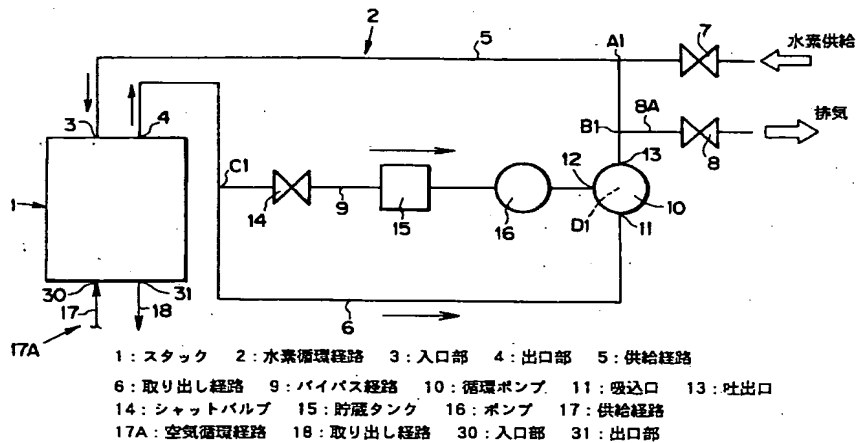 2
5
A1
7
水素供給
3
4
B1
8A
8
排気
C1
12
13
1
14
9
15
16
D1
10
11
30
31
17
18
17A
6
1:スタック 2:水素循環経路 3:入口部 4:出口部 5:供給経路
6:取り出し経路 9:バイパス経路 10:循環ポンプ 11:吸込口 13:吐出口
14:シャットバルブ 15:貯蔵タンク 16:ポンプ 17:供給経路
17A:空気循環経路 18:取り出し経路 30:入口部 31:出口部